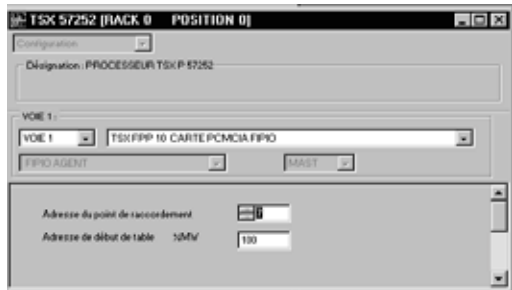 TSX 57252 [RACK 0 POSITION 0]
Configuration
Désignation : PROCESSEUR TSX P 57252
VOIE 1 :
VOIE 1 TSX FPP 10 CARTE PCMCIA FIPIO
FIPIO AGENT MAST
Adresse du point de raccordement
Adresse de début de table %MW 100